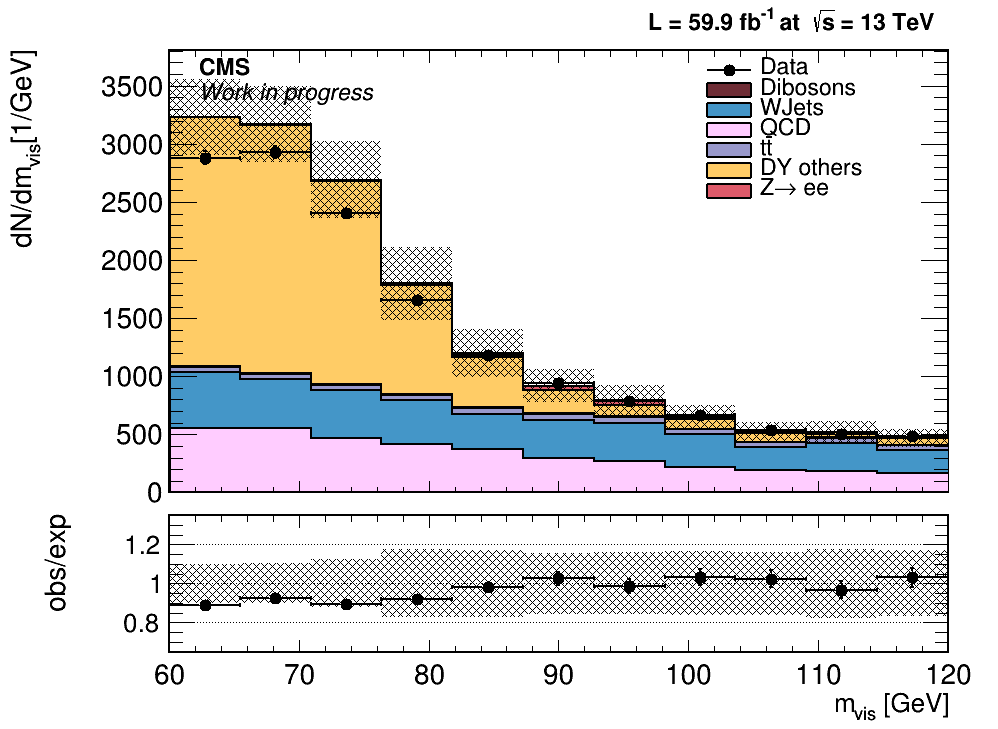 L = 59.9 fb⁻¹ at √s = 13 TeV
dN/dm_vis[1/GeV]
CMS
Work in progress
Data
Dibosons
WJets
QCD
tt̄
DY others
Z→ ee
3500
3000
2500
2000
1500
1000
500
0
obs/exp
1.2
1
0.8
60 70 80 90 100 110 120
m_vis [GeV]